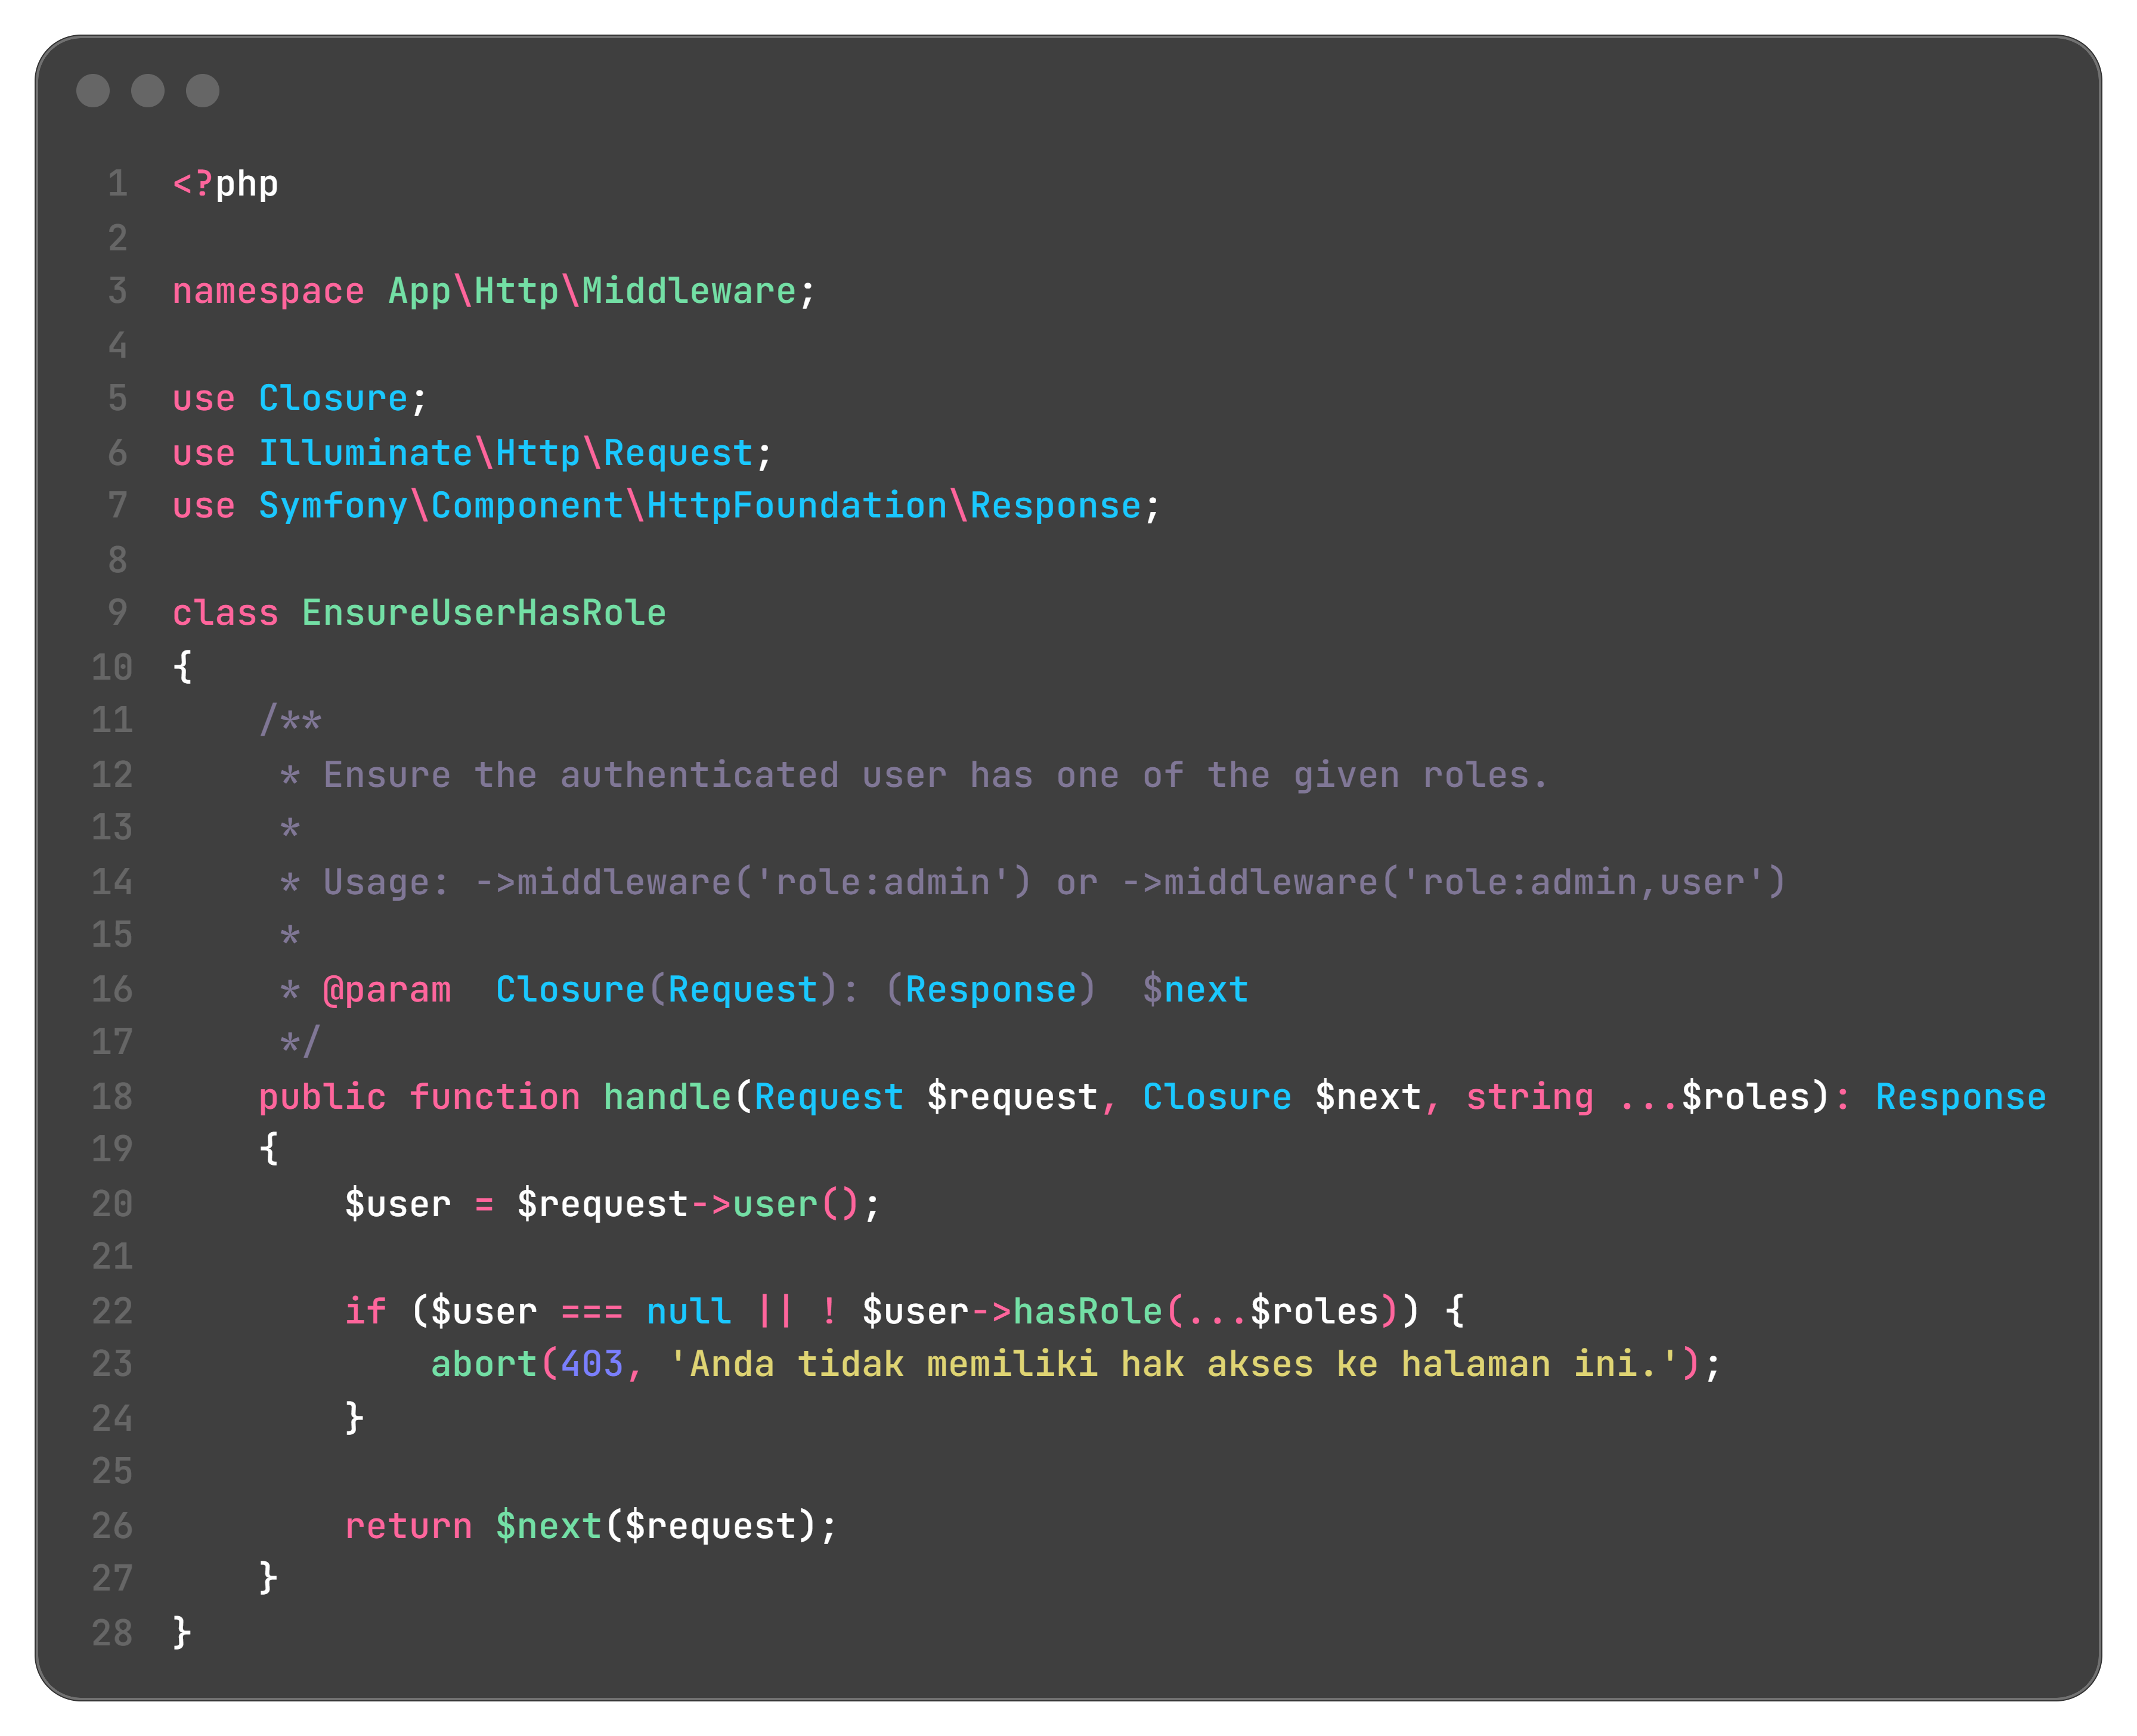 1 <?php
2
3 namespace App\Http\Middleware;
4
5 use Closure;
6 use Illuminate\Http\Request;
7 use Symfony\Component\HttpFoundation\Response;
8
9 class EnsureUserHasRole
10 {
11     /**
12      * Ensure the authenticated user has one of the given roles.
13      *
14      * Usage: ->middleware('role:admin') or ->middleware('role:admin,user')
15      *
16      * @param  Closure(Request): (Response)  $next
17      */
18     public function handle(Request $request, Closure $next, string ...$roles): Response
19     {
20         $user = $request->user();
21
22         if ($user === null || ! $user->hasRole(...$roles)) {
23             abort(403, 'Anda tidak memiliki hak akses ke halaman ini.');
24         }
25
26         return $next($request);
27     }
28 }